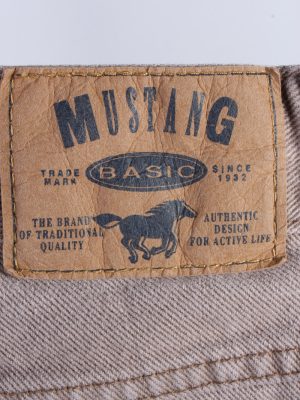 MUSTANG
TRADE MARK
BASIC
SINCE 1932
THE BRAND
OF TRADITIONAL
QUALITY
AUTHENTIC
DESIGN
FOR ACTIVE LIFE